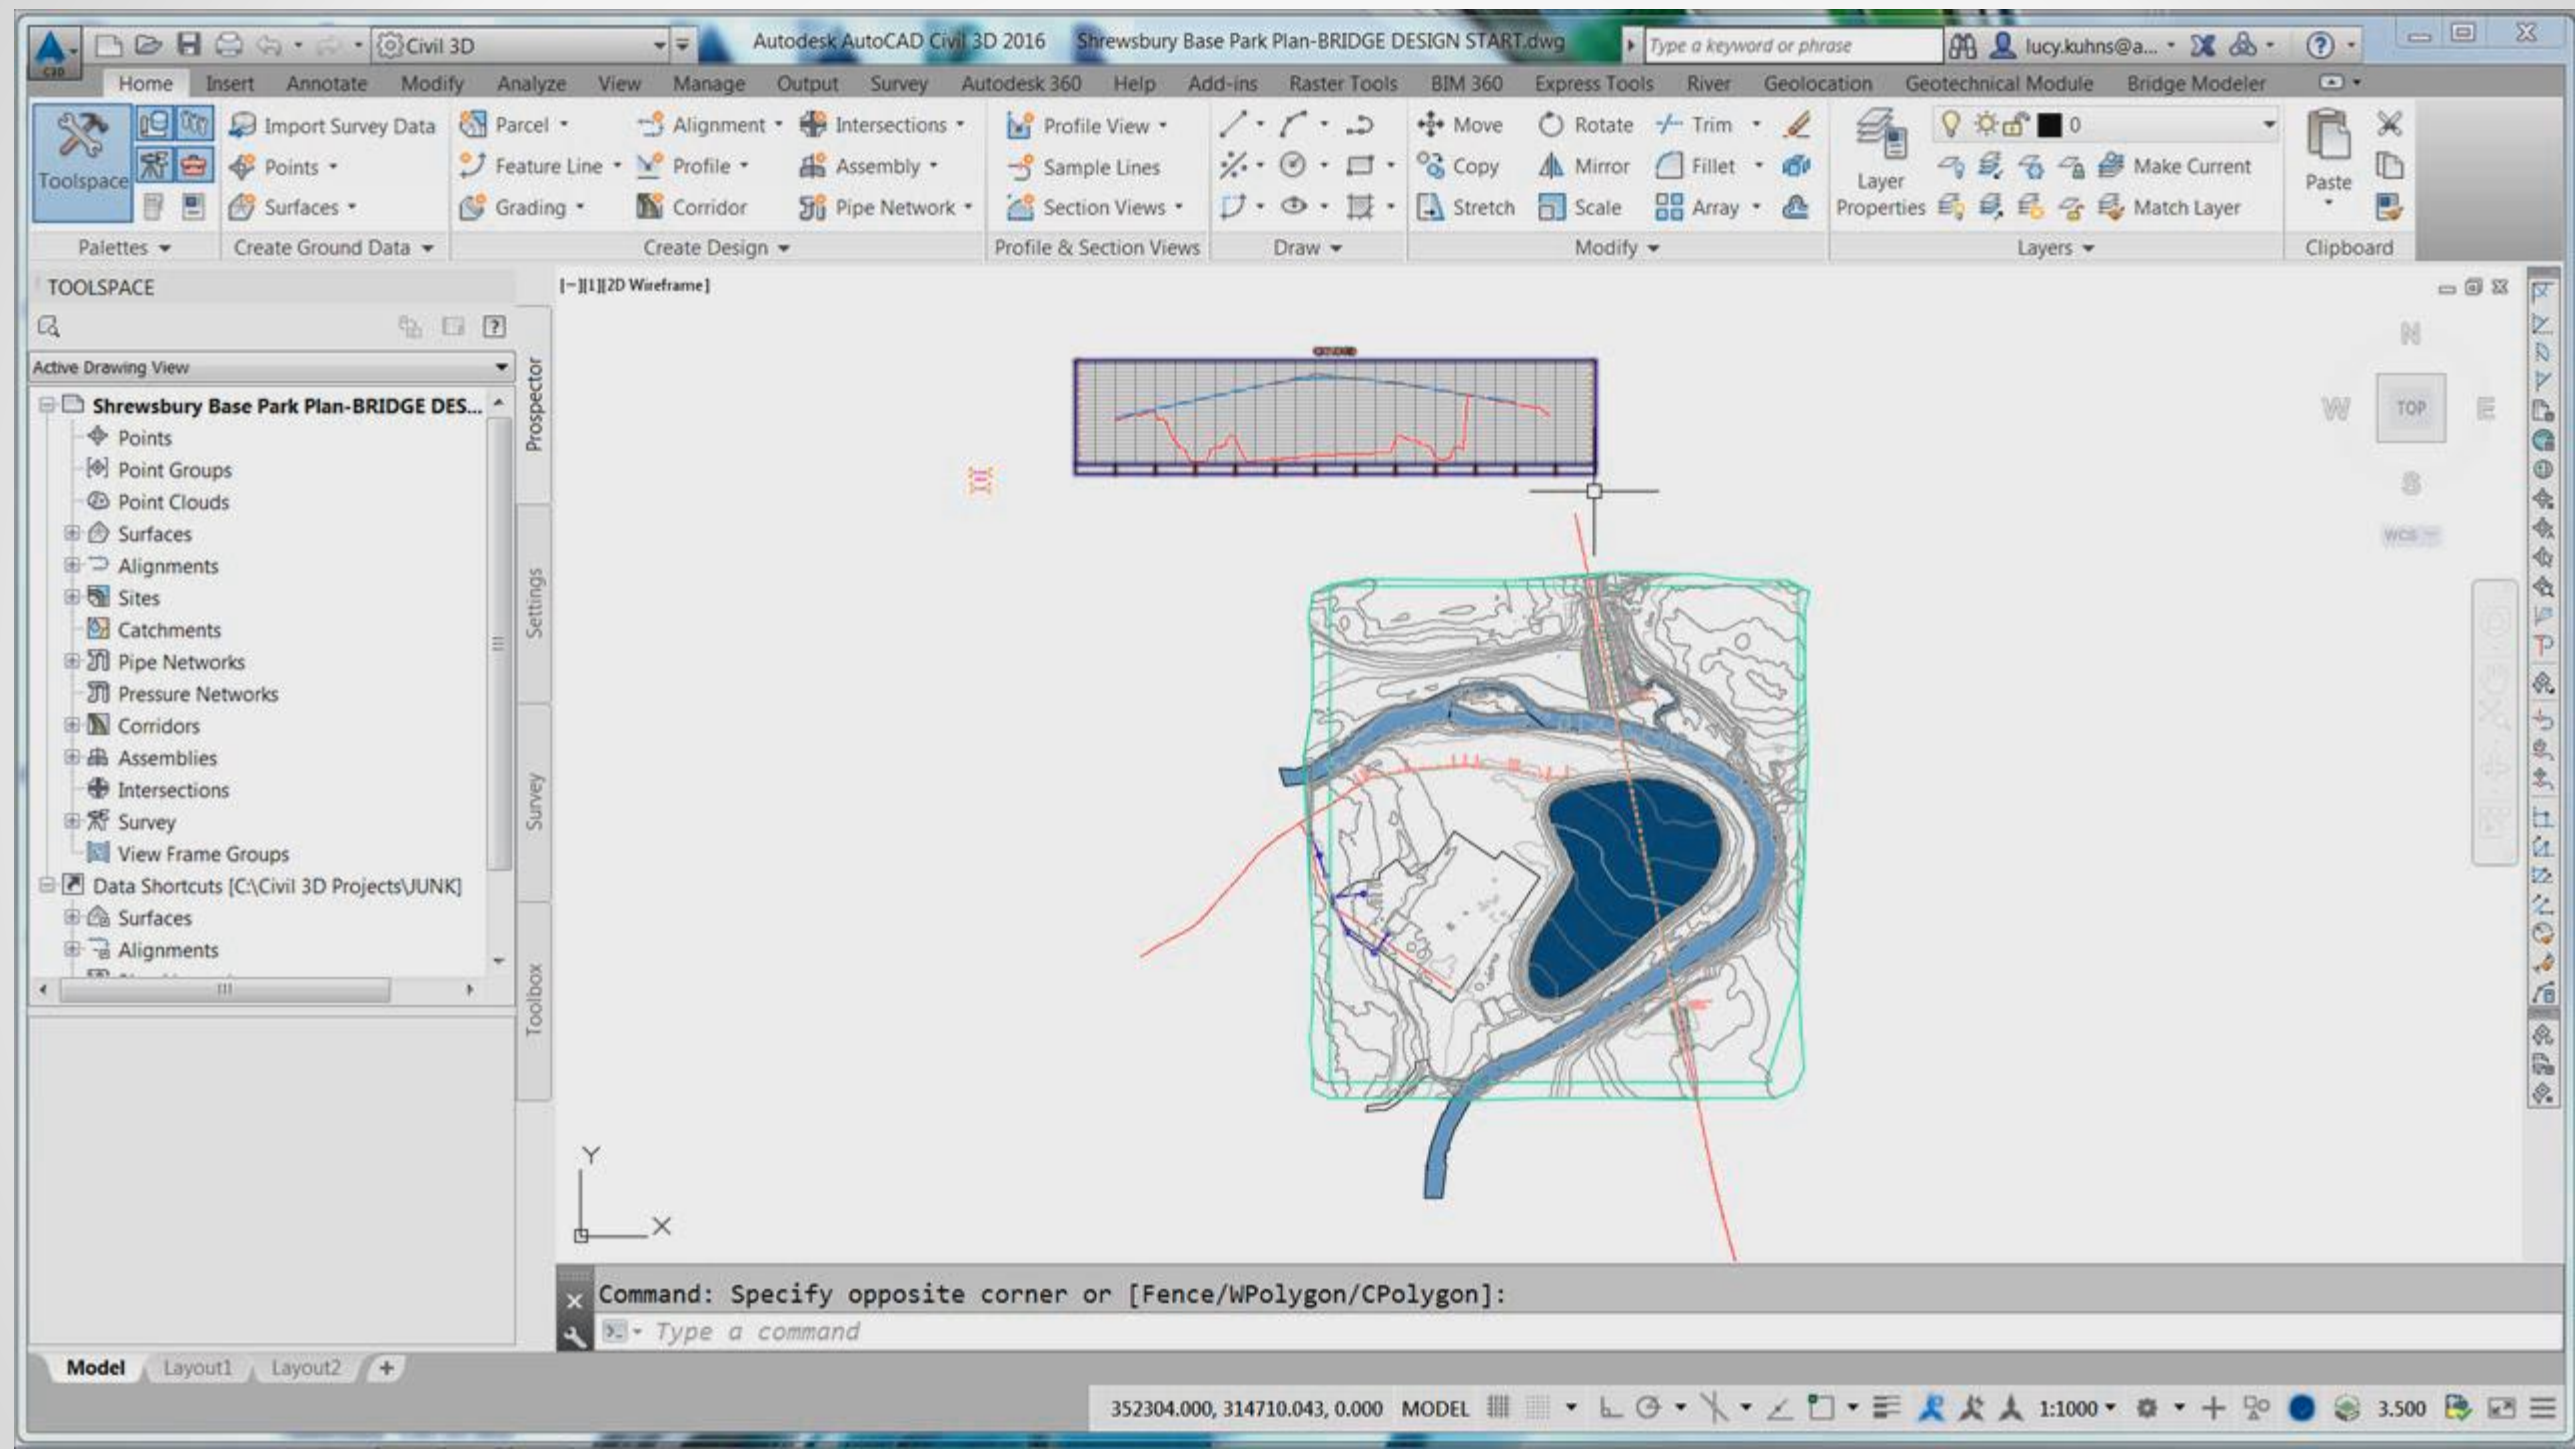 Civil 3D
Autodesk AutoCAD Civil 3D 2016 Shrewsbury Base Park Plan-BRIDGE DESIGN START.dwg
Type a keyword or phrase
lucy.kuhns@a...
C3D
Home Insert Annotate Modify Analyze View Manage Output Survey Autodesk 360 Help Add-ins Raster Tools BIM 360 Express Tools River Geolocation Geotechnical Module Bridge Modeler
Import Survey Data Parcel Alignment Intersections Profile View Move Rotate Trim 0
Toolspace Points Feature Line Profile Assembly Sample Lines Copy Mirror Fillet Layer Properties Make Current Paste
Surfaces Grading Corridor Pipe Network Section Views Stretch Scale Array Match Layer
Palettes Create Ground Data Create Design Profile & Section Views Draw Modify Layers Clipboard
TOOLSPACE
[−][1][2D Wireframe]
Active Drawing View
Shrewsbury Base Park Plan-BRIDGE DES...
Points
Point Groups
Point Clouds
Surfaces
Alignments
Sites
Catchments
Pipe Networks
Pressure Networks
Corridors
Assemblies
Intersections
Survey
View Frame Groups
Data Shortcuts [C:\Civil 3D Projects\JUNK]
Surfaces
Alignments
Prospector
Settings
Survey
Toolbox
N
W TOP E
S
WCS
Y
X
Command: Specify opposite corner or [Fence/WPolygon/CPolygon]:
Type a command
Model Layout1 Layout2 +
352304.000, 314710.043, 0.000 MODEL 1:1000 3.500